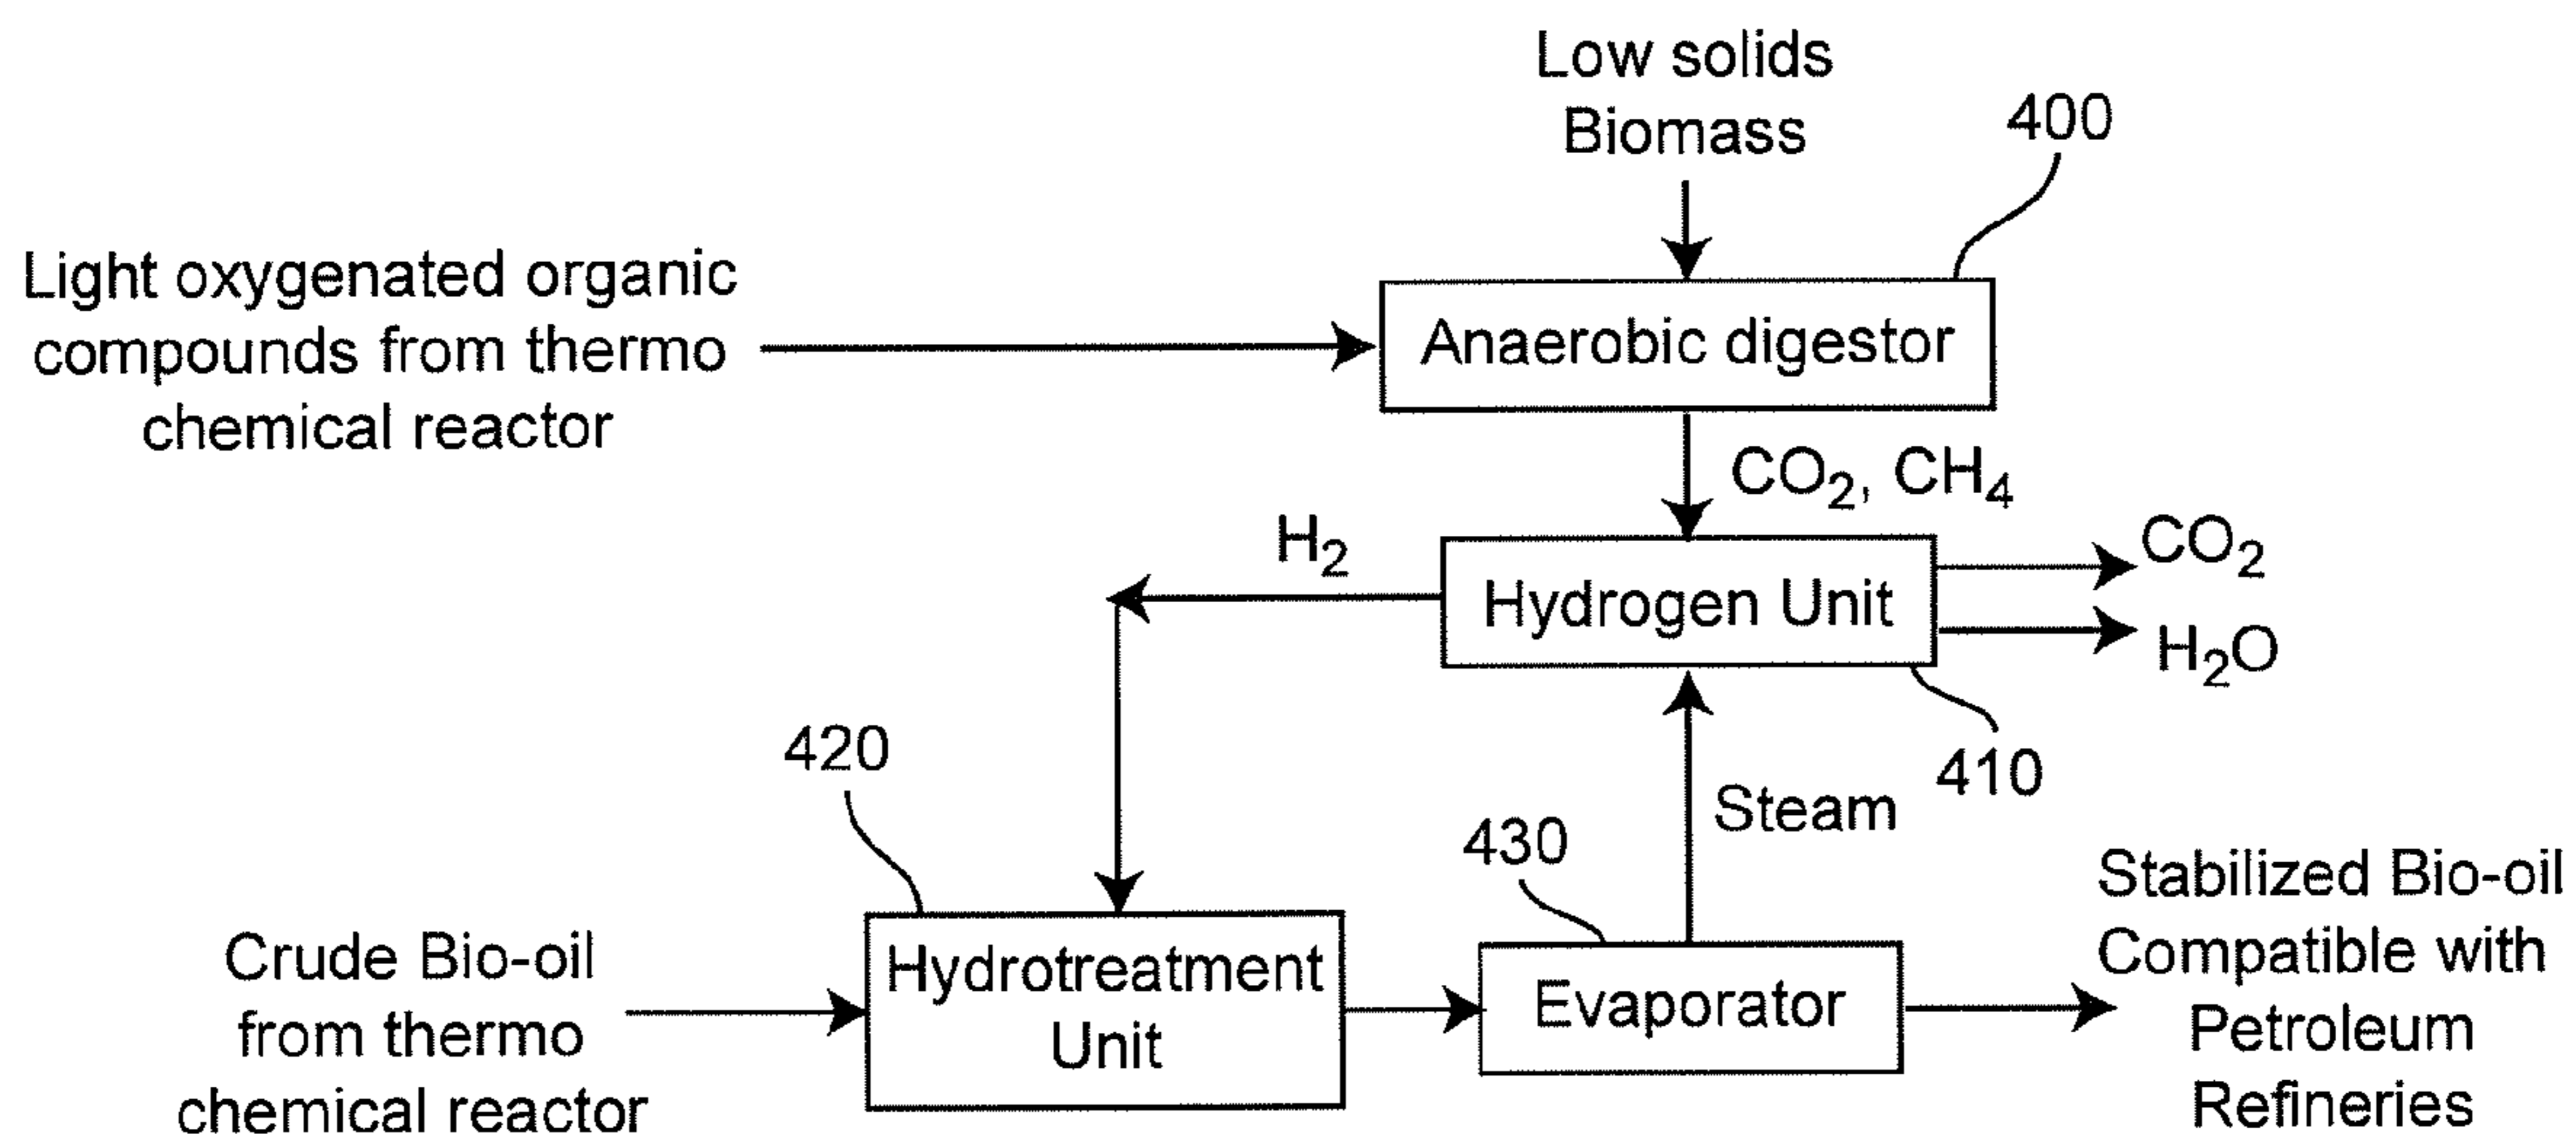 Low solids
Biomass
400
Light oxygenated organic
compounds from thermo
chemical reactor
Anaerobic digestor
CO₂, CH₄
H₂
CO₂
Hydrogen Unit
H₂O
410
420
Steam
430
Crude Bio-oil
from thermo
chemical reactor
Hydrotreatment
Unit
Evaporator
Stabilized Bio-oil
Compatible with
Petroleum
Refineries